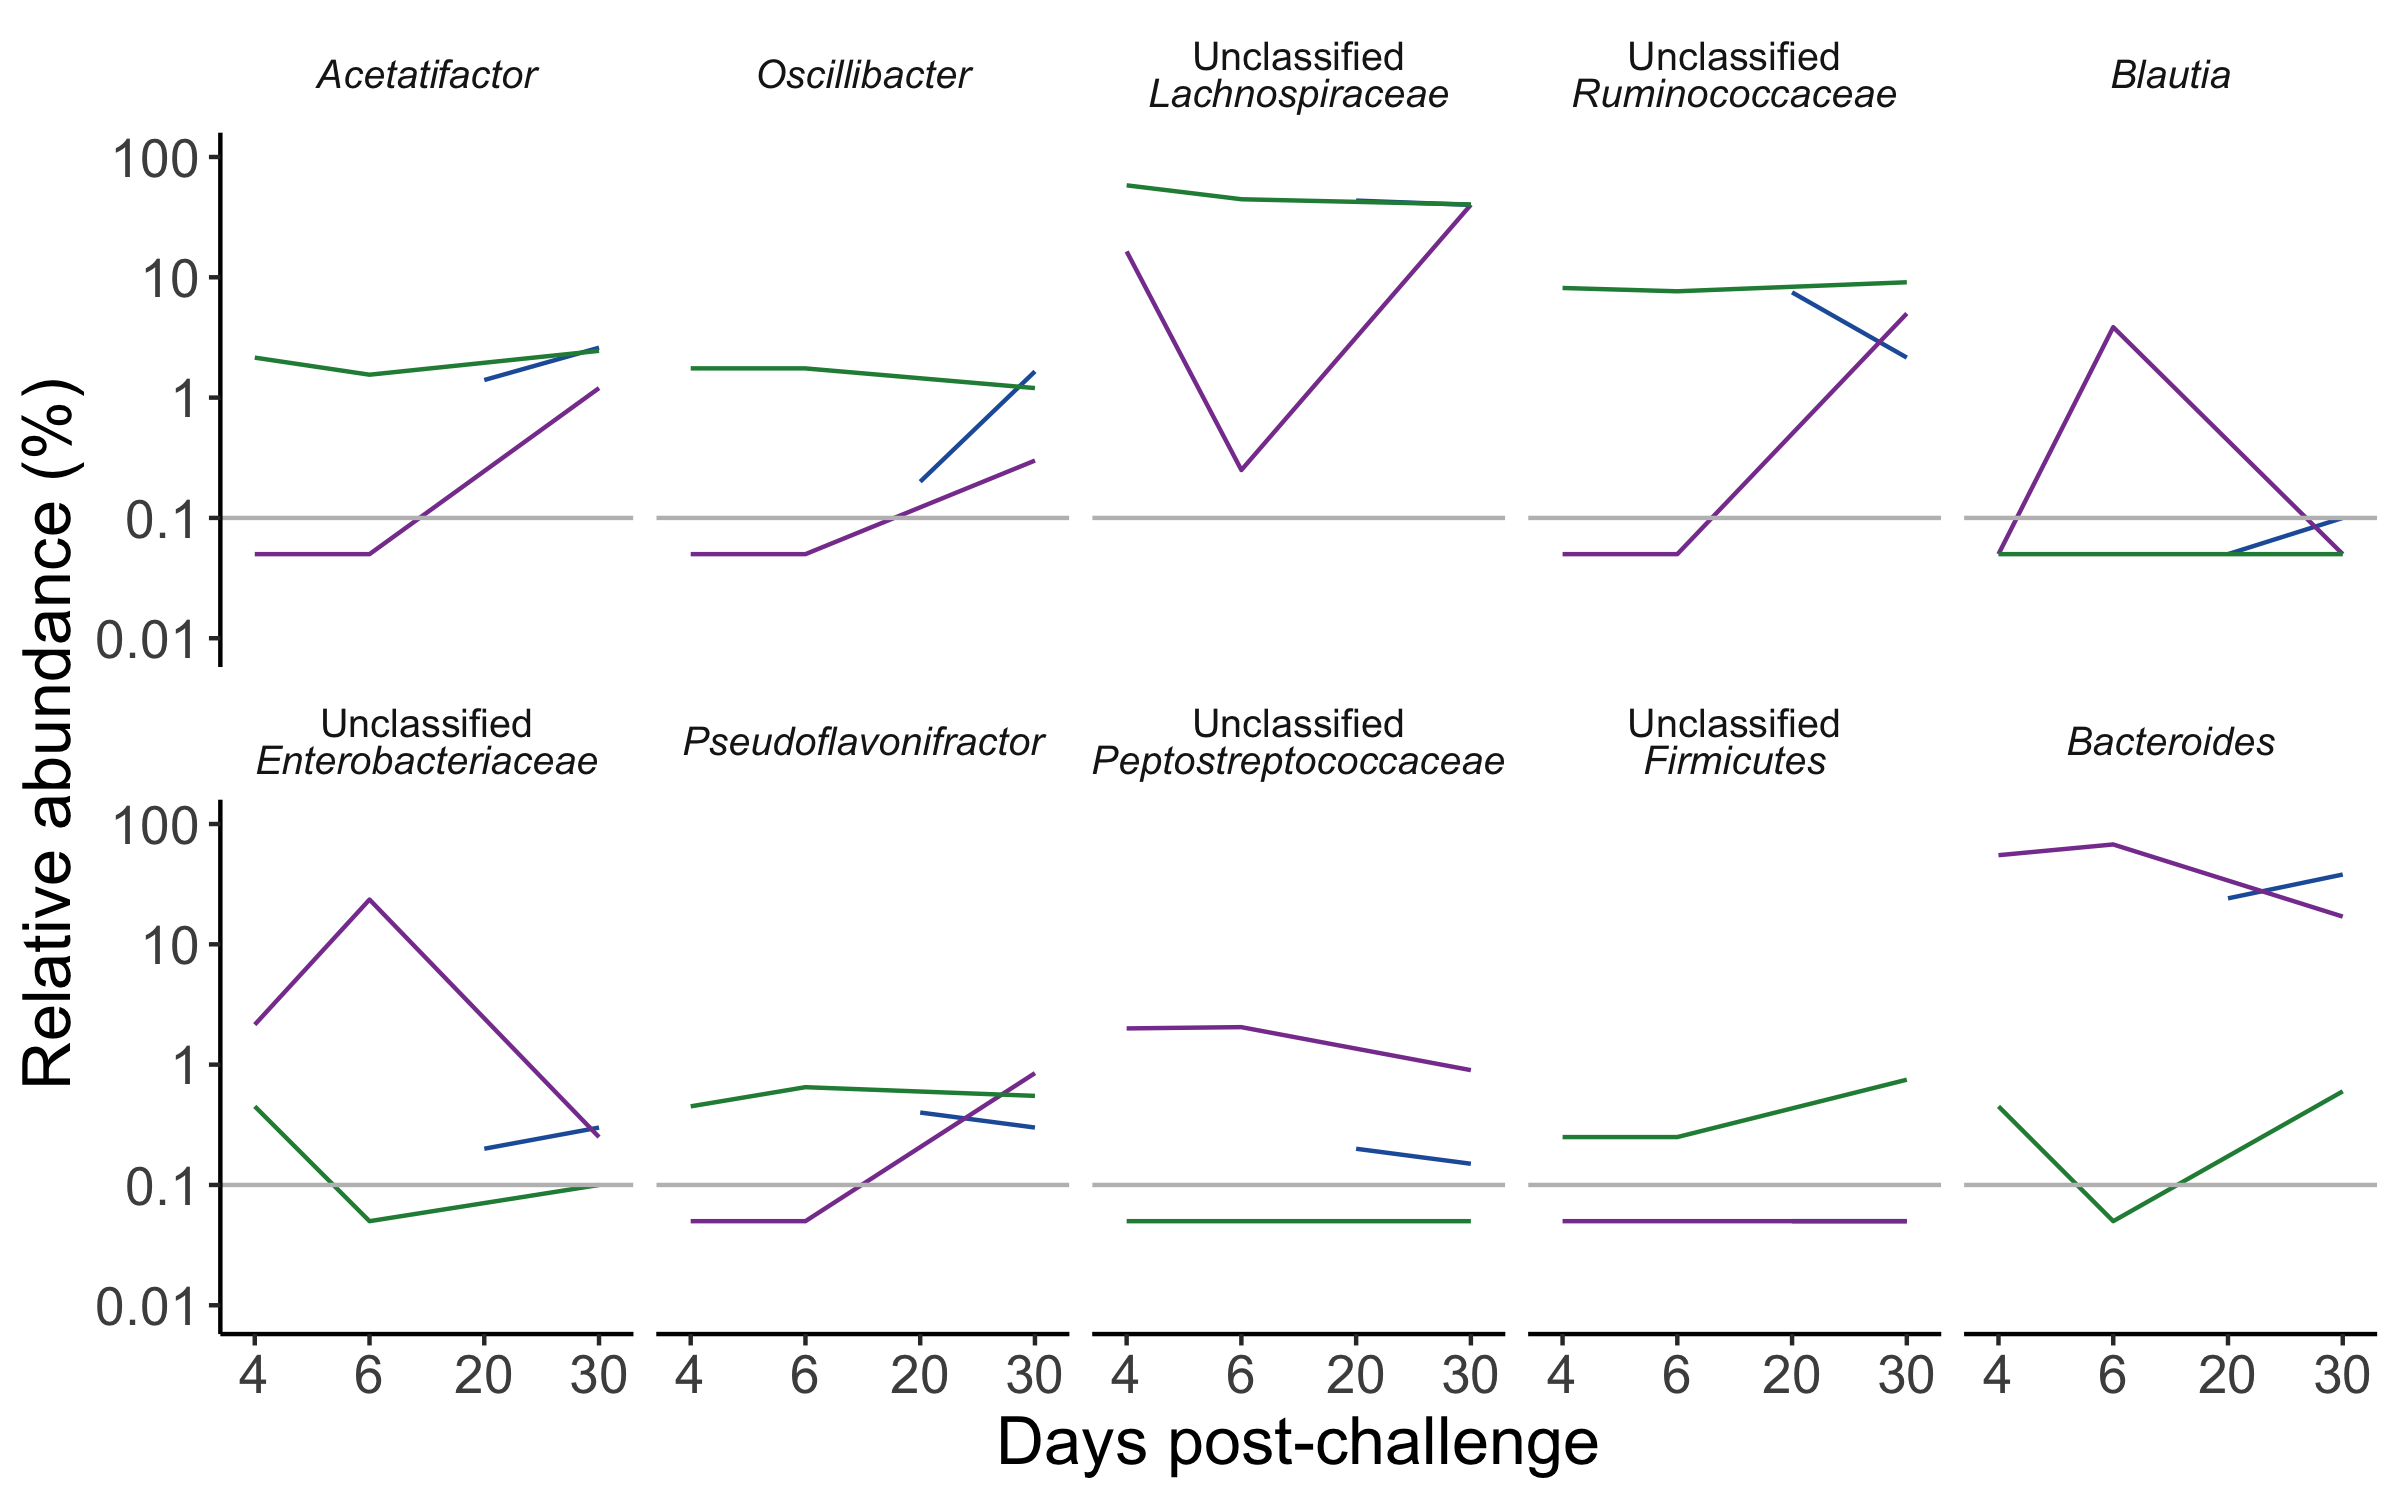 Acetatifactor
Oscillibacter
Unclassified
Lachnospiraceae
Unclassified
Ruminococcaceae
Blautia
100
10
1
0.1
0.01
Unclassified
Enterobacteriaceae
Pseudoflavonifractor
Unclassified
Peptostreptococcaceae
Unclassified
Firmicutes
Bacteroides
100
10
1
0.1
0.01
Relative abundance (%)
4 6 20 30 4 6 20 30 4 6 20 30 4 6 20 30 4 6 20 30
Days post-challenge